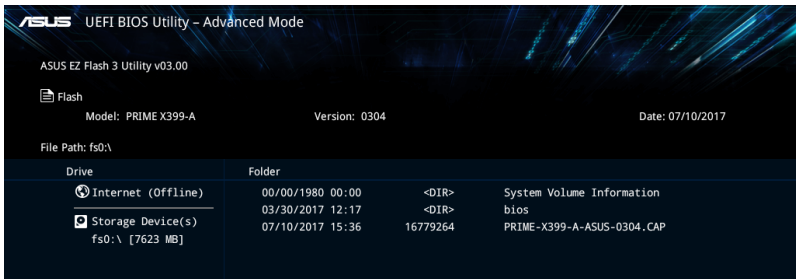 ASUS UEFI BIOS Utility – Advanced Mode
ASUS EZ Flash 3 Utility v03.00
Flash
Model: PRIME X399-A Version: 0304 Date: 07/10/2017
File Path: fs0:\
Drive Folder
Internet (Offline) 00/00/1980 00:00 <DIR> System Volume Information
03/30/2017 12:17 <DIR> bios
Storage Device(s) 07/10/2017 15:36 16779264 PRIME-X399-A-ASUS-0304.CAP
fs0:\ [7623 MB]